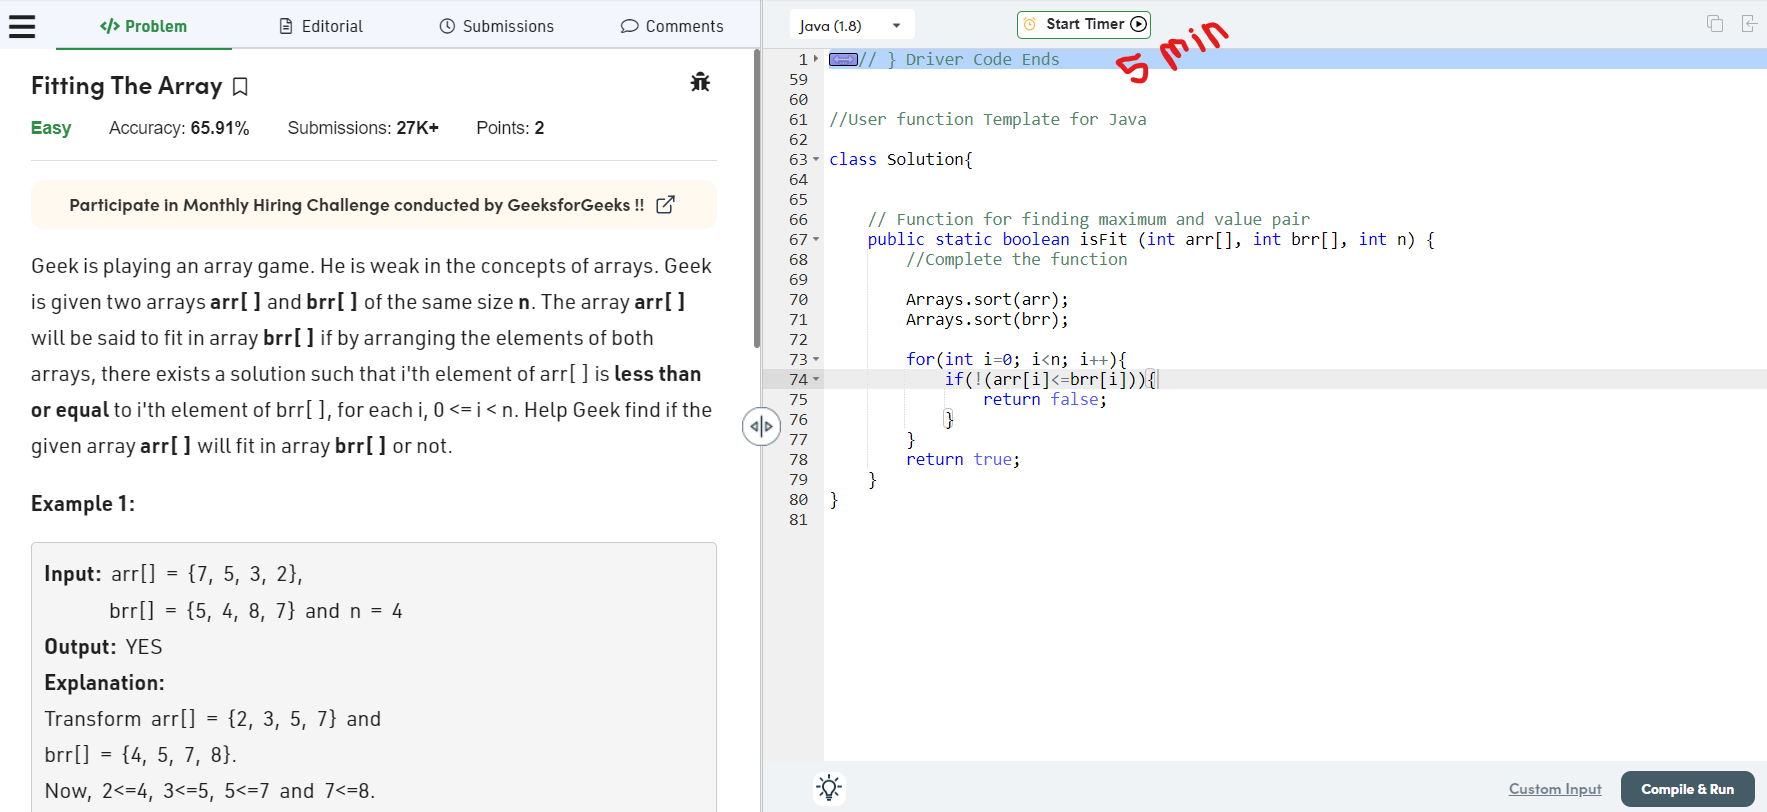 </> Problem
Editorial
Submissions
Comments
Fitting The Array
Easy Accuracy: 65.91% Submissions: 27K+ Points: 2
Participate in Monthly Hiring Challenge conducted by GeeksforGeeks !!
Geek is playing an array game. He is weak in the concepts of arrays. Geek
is given two arrays arr[ ] and brr[ ] of the same size n. The array arr[ ]
will be said to fit in array brr[ ] if by arranging the elements of both
arrays, there exists a solution such that i'th element of arr[ ] is less than
or equal to i'th element of brr[ ], for each i, 0 <= i < n. Help Geek find if the
given array arr[ ] will fit in array brr[ ] or not.
Example 1:
Input: arr[] = {7, 5, 3, 2},
brr[] = {5, 4, 8, 7} and n = 4
Output: YES
Explanation:
Transform arr[] = {2, 3, 5, 7} and
brr[] = {4, 5, 7, 8}.
Now, 2<=4, 3<=5, 5<=7 and 7<=8.
Java (1.8)
Start Timer
5 min
1 // } Driver Code Ends
59
60
61 //User function Template for Java
62
63 class Solution{
64
65
66 // Function for finding maximum and value pair
67 public static boolean isFit (int arr[], int brr[], int n) {
68 //Complete the function
69
70 Arrays.sort(arr);
71 Arrays.sort(brr);
72
73 for(int i=0; i<n; i++){
74 if(!(arr[i]<=brr[i])){
75 return false;
76 }
77 }
78 return true;
79 }
80 }
81
Custom Input
Compile & Run